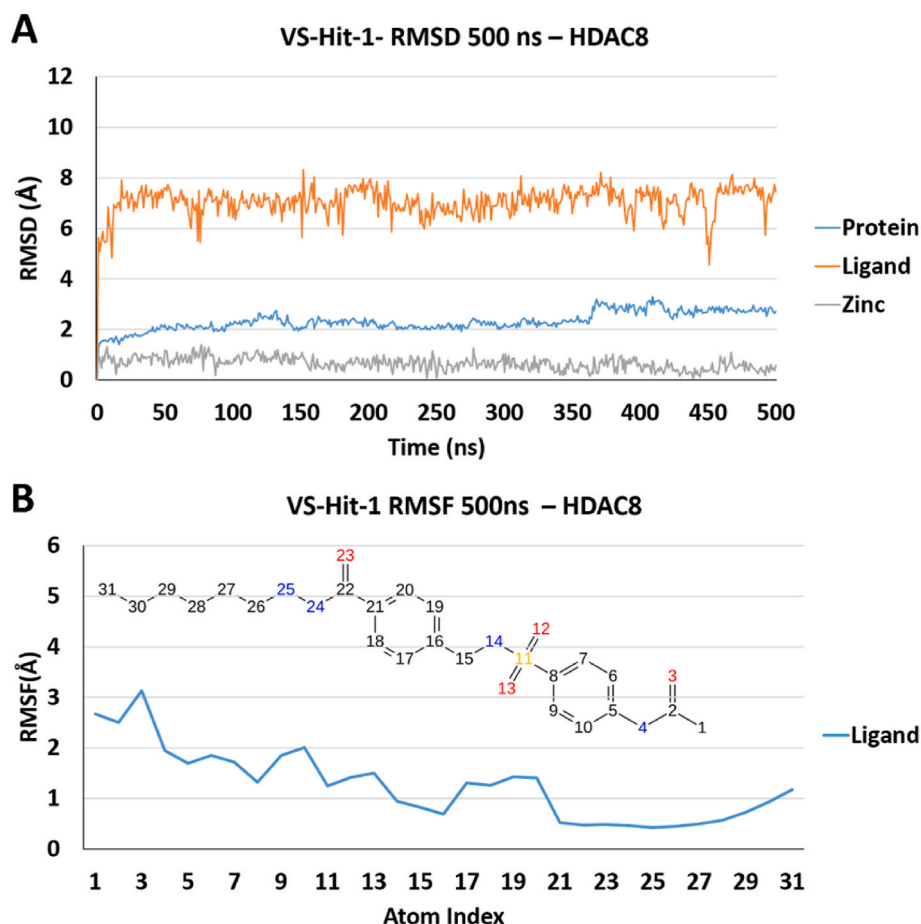 A
VS-Hit-1- RMSD 500 ns – HDAC8
12
10
8
6
4
2
0
RMSD (Å)
0 50 100 150 200 250 300 350 400 450 500
Time (ns)
Protein
Ligand
Zinc
B
VS-Hit-1 RMSF 500ns – HDAC8
6
5
4
3
2
1
0
RMSF(Å)
23
31 29 27 25 22 20
30 28 26 24 21 19
18 16 14 12
17 15 11 7
13 8 6 3
9 5 2
10 4 1
Ligand
1 3 5 7 9 11 13 15 17 19 21 23 25 27 29 31
Atom Index